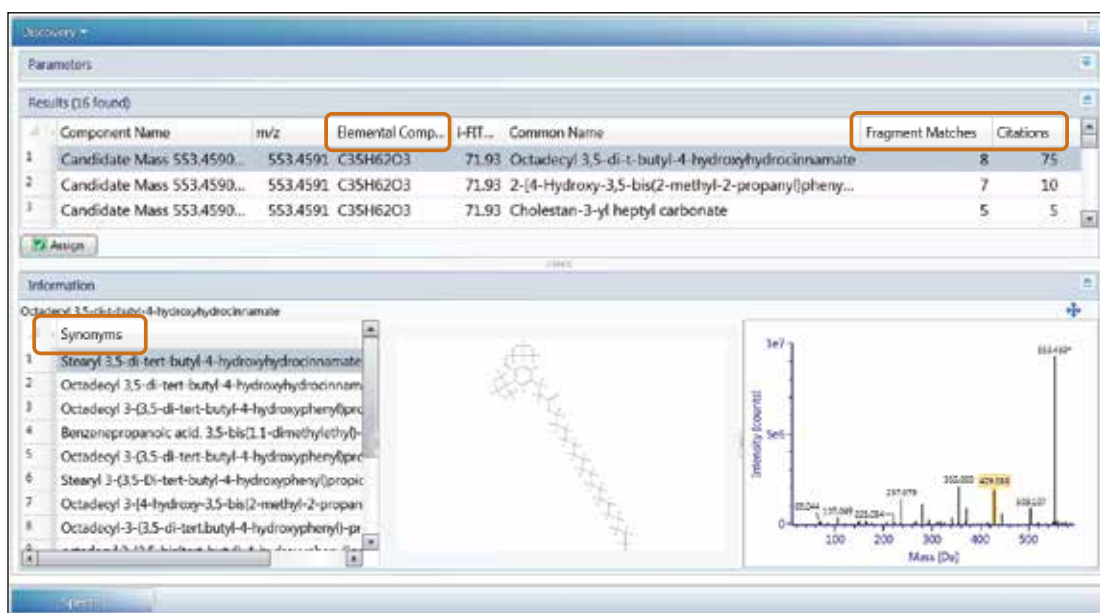 Discovery
Parameters
Results (16 found)
Component Name m/z Elemental Comp... i-FIT... Common Name Fragment Matches Citations
1 Candidate Mass 553.4590... 553.4591 C35H62O3 71.93 Octadecyl 3,5-di-t-butyl-4-hydroxyhydrocinnamate 8 75
2 Candidate Mass 553.4590... 553.4591 C35H62O3 71.93 2-[4-Hydroxy-3,5-bis(2-methyl-2-propanyl)pheny... 7 10
3 Candidate Mass 553.4590... 553.4591 C35H62O3 71.93 Cholestan-3-yl heptyl carbonate 5 5
Assign
Information
Octadecyl 3,5-di-t-butyl-4-hydroxyhydrocinnamate
Synonyms
1 Stearyl 3,5-di-tert-butyl-4-hydroxyhydrocinnamate
2 Octadecyl 3,5-di-tert-butyl-4-hydroxyhydrocinnam
3 Octadecyl 3-(3,5-di-tert-butyl-4-hydroxyphenyl)pro
4 Benzenepropanoic acid, 3,5-bis(1,1-dimethylethyl)-
5 Octadecyl 3-(3,5-di-tert-butyl-4-hydroxyphenyl)pro
6 Stearyl 3-(3,5-Di-tert-butyl-4-hydroxyphenyl)propio
7 Octadecyl 3-[4-hydroxy-3,5-bis(2-methyl-2-propan
8 Octadecyl-3-(3,5-di-tert.butyl-4-hydroxyphenyl)-pr
9
Intensity [counts]
1e7
5e6
0
100 200 300 400 500
Mass [Da]